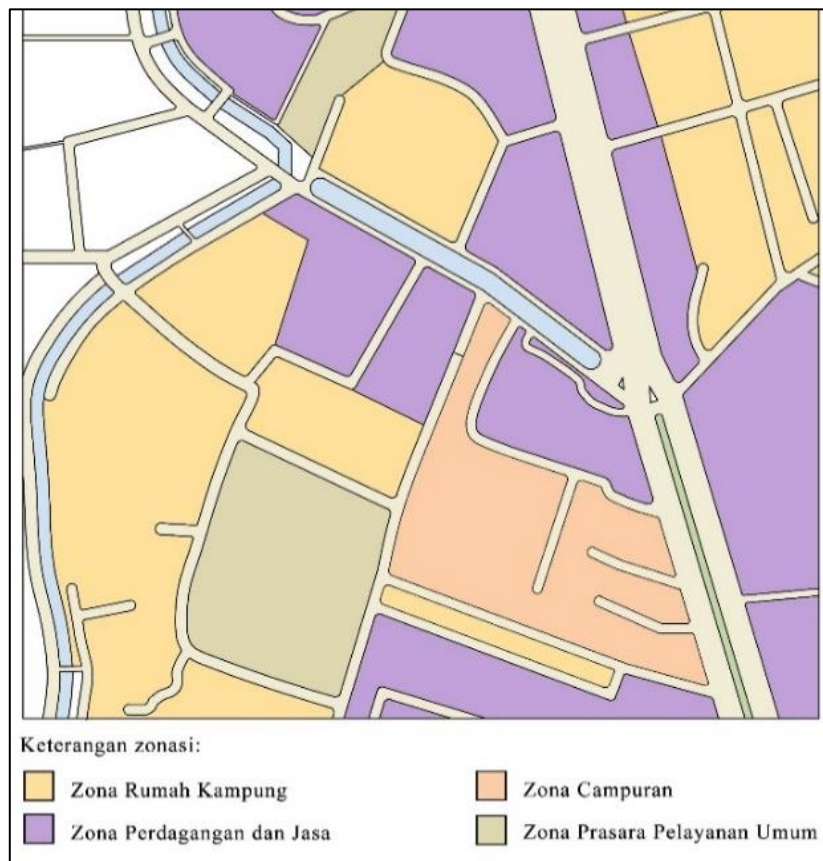 Keterangan zonasi:
Zona Rumah Kampung
Zona Campuran
Zona Perdagangan dan Jasa
Zona Prasara Pelayanan Umum